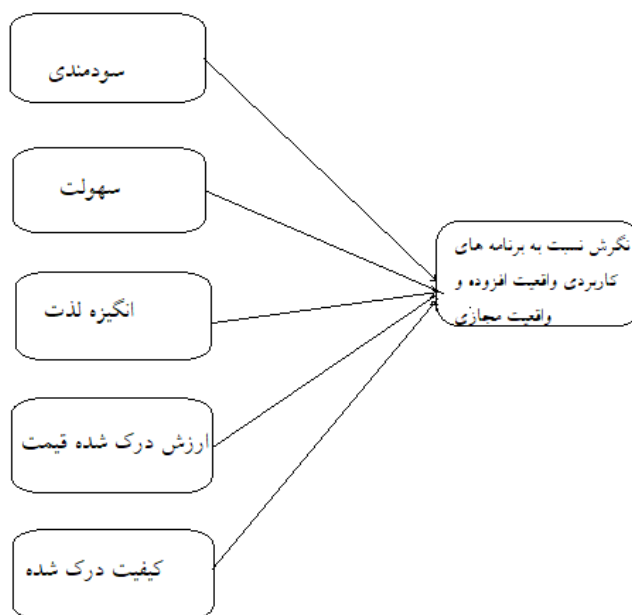 سودمندی
سهولت
انگیزه لذت
ارزش درک شده قیمت
کیفیت درک شده
نگرش نسبت به برنامه های
کاربردی واقعیت افزوده و
واقعیت مجازی